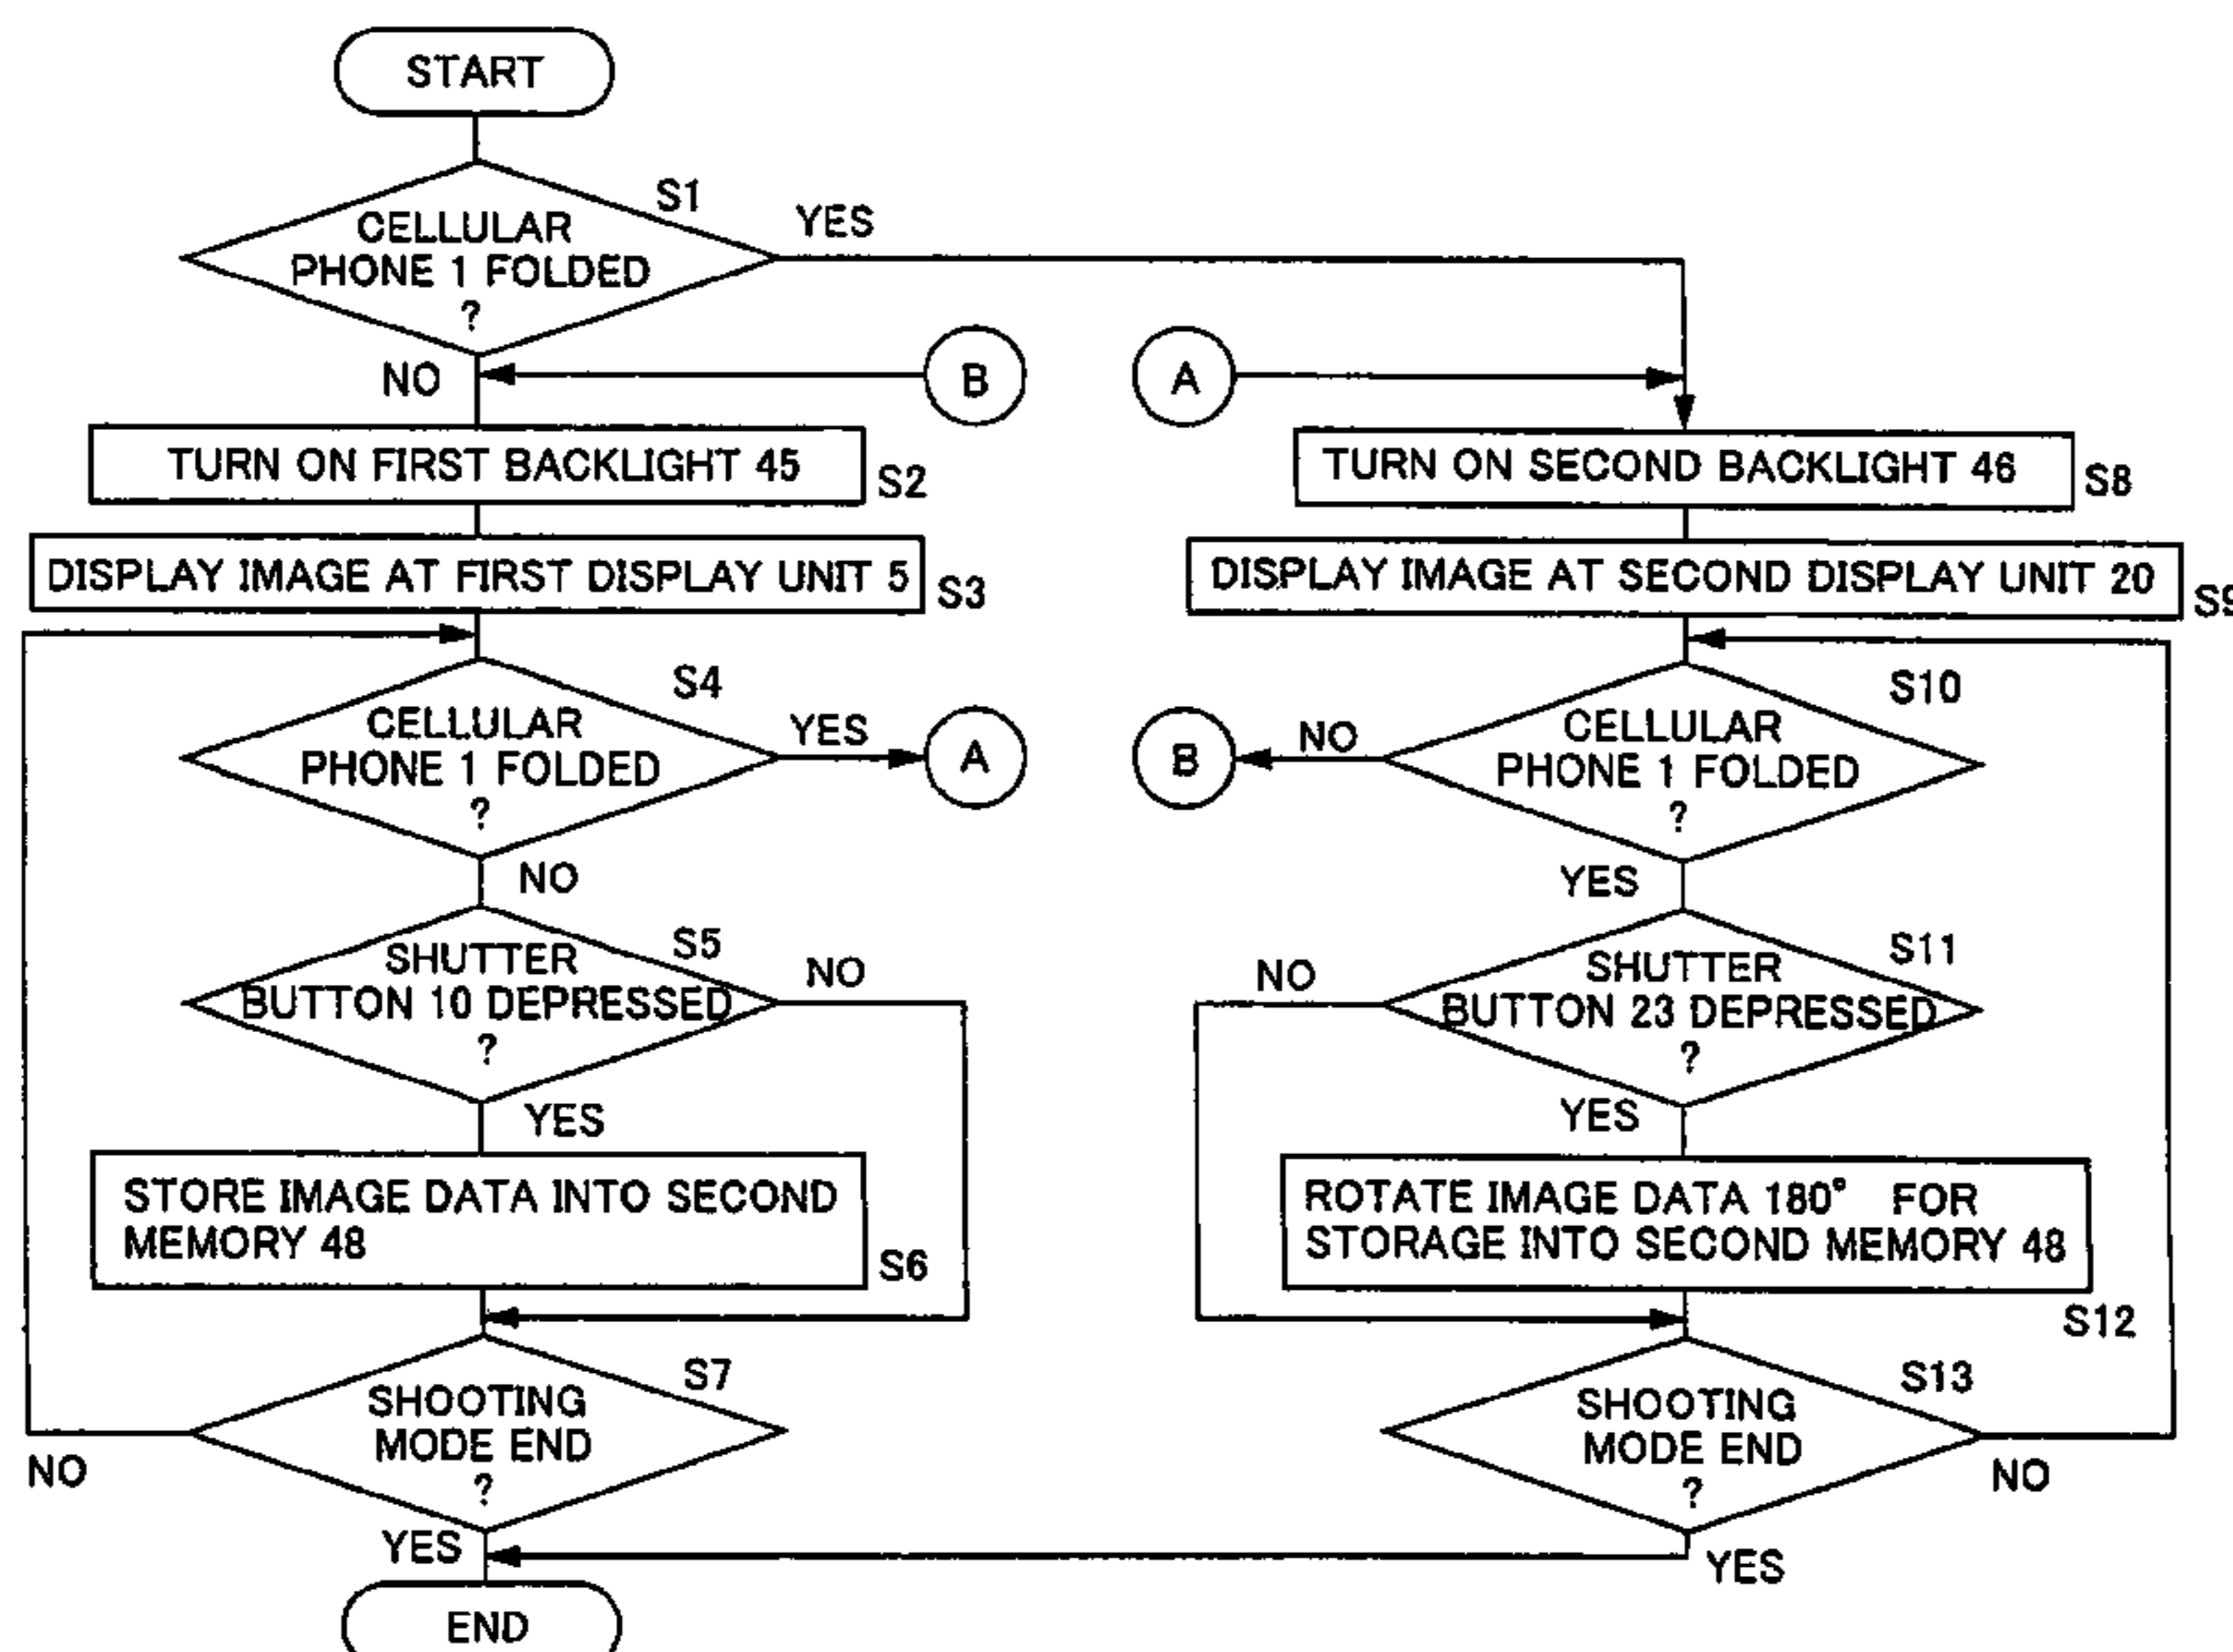 START
S1
CELLULAR
PHONE 1 FOLDED
?
YES
NO
B
A
TURN ON FIRST BACKLIGHT 45
S2
DISPLAY IMAGE AT FIRST DISPLAY UNIT 5
S3
S4
CELLULAR
PHONE 1 FOLDED
?
YES
A
NO
S5
SHUTTER
BUTTON 10 DEPRESSED
?
NO
YES
STORE IMAGE DATA INTO SECOND
MEMORY 48
S6
S7
SHOOTING
MODE END
?
NO
YES
END
TURN ON SECOND BACKLIGHT 46
S8
DISPLAY IMAGE AT SECOND DISPLAY UNIT 20
S9
S10
CELLULAR
PHONE 1 FOLDED
?
NO
B
YES
S11
SHUTTER
BUTTON 23 DEPRESSED
?
NO
YES
ROTATE IMAGE DATA 180° FOR
STORAGE INTO SECOND MEMORY 48
S12
S13
SHOOTING
MODE END
?
NO
YES